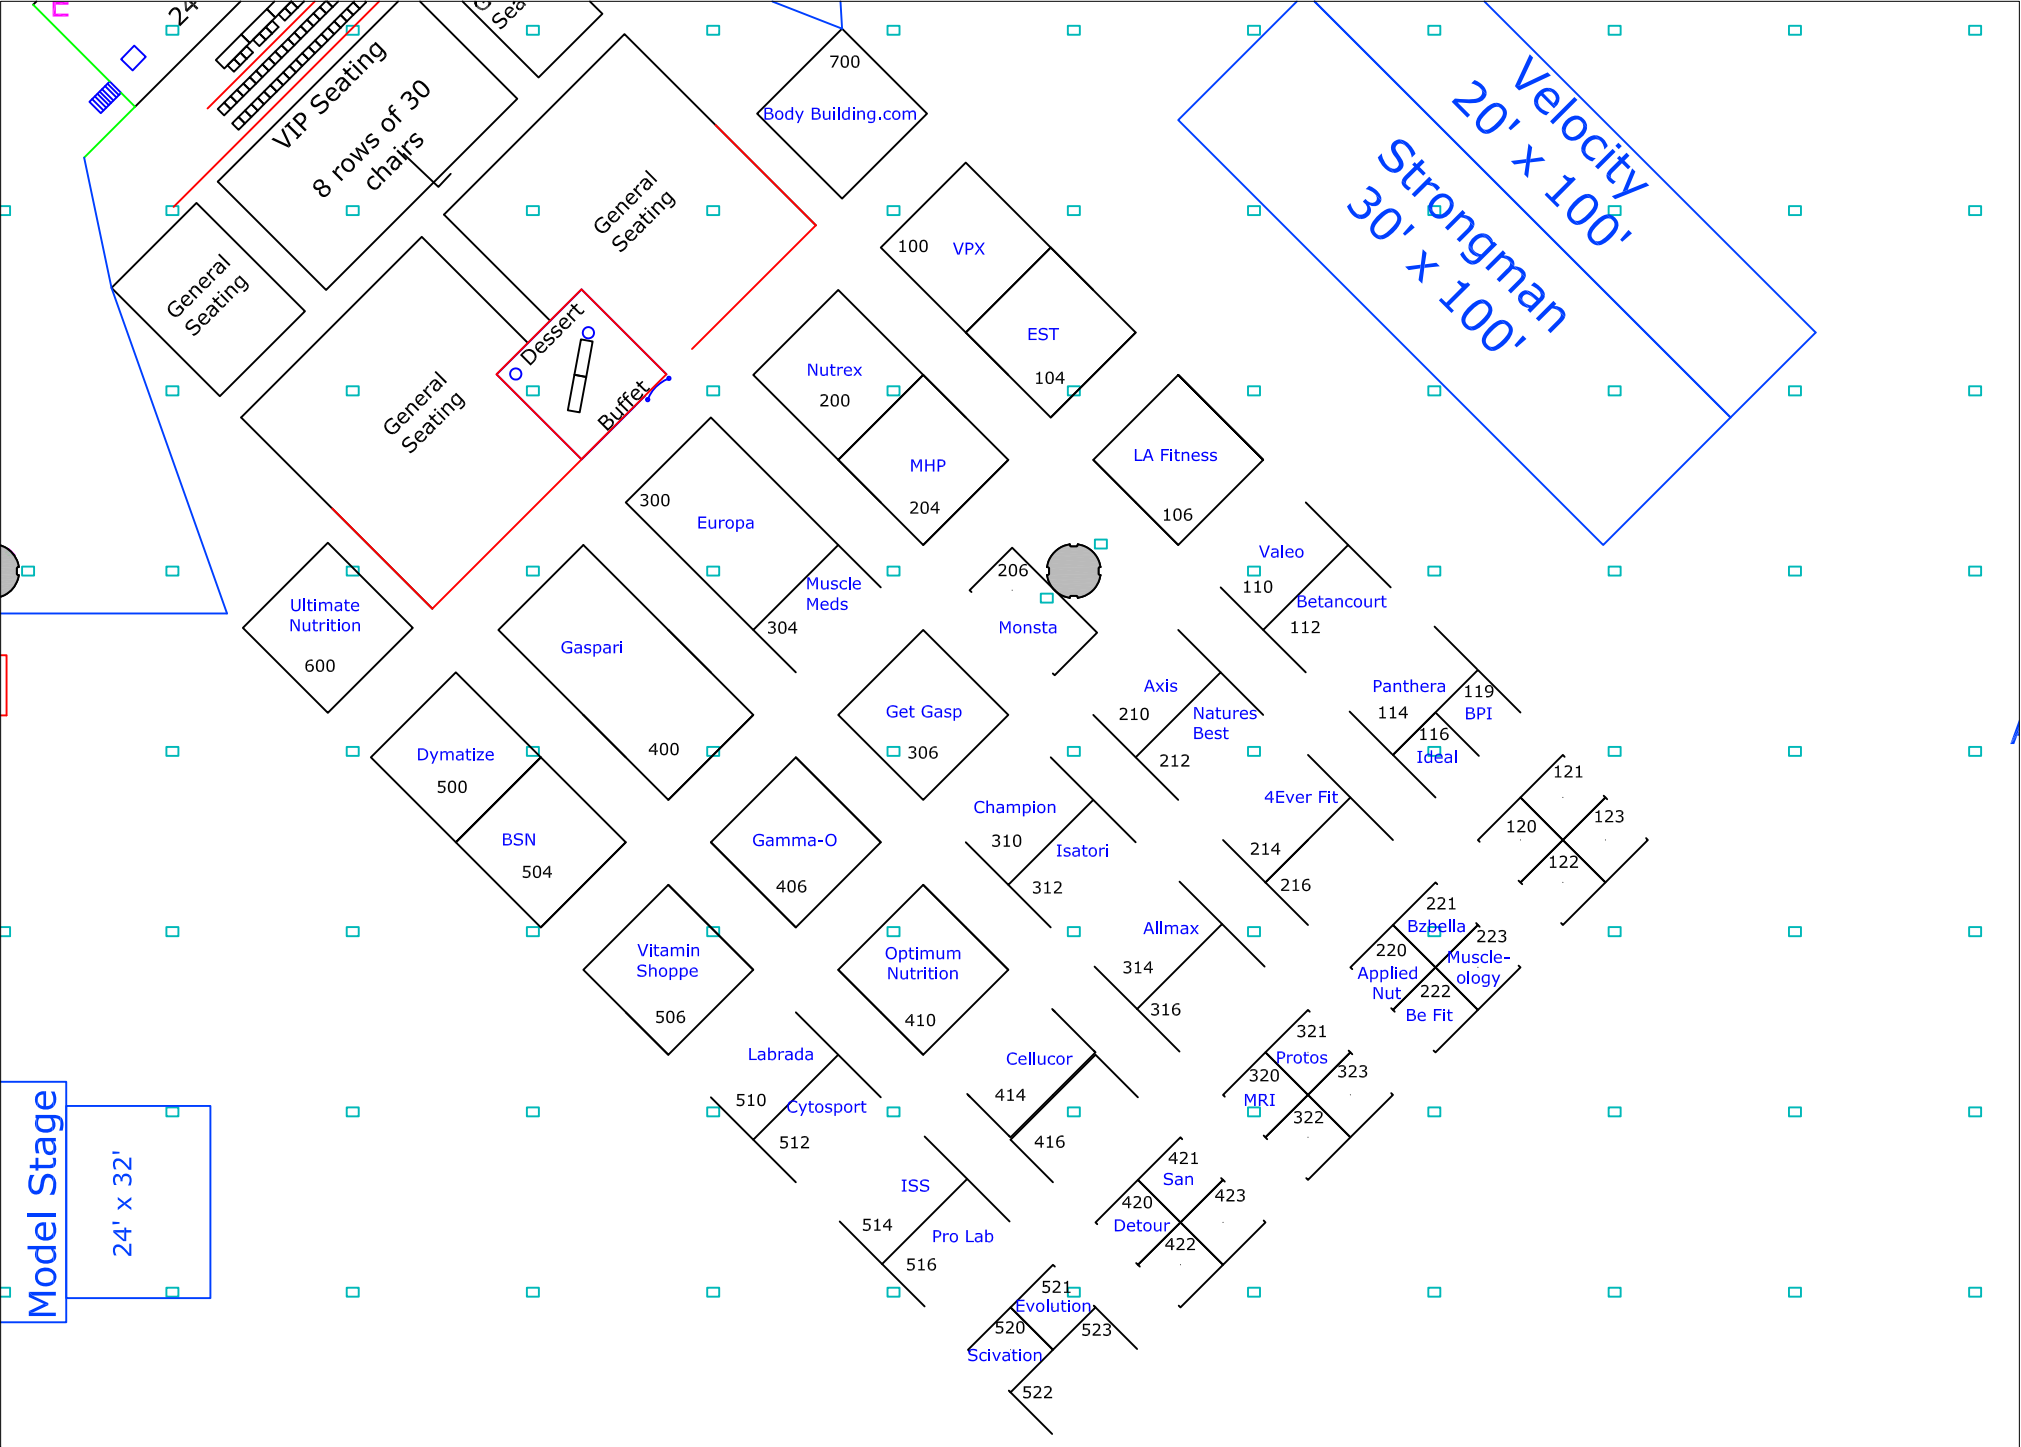 E
24
VIP Seating
8 rows of 30
chairs
Sea
700
Body Building.com
Velocity
20' x 100'
Strongman
30' x 100'
General
Seating
General
Seating
General
Seating
Dessert
Buffet
100
VPX
EST
104
Nutrex
200
MHP
204
LA Fitness
106
300
Europa
Muscle
Meds
304
206
Monsta
Valeo
110
Betancourt
112
Ultimate
Nutrition
600
Gaspari
400
Get Gasp
306
Axis
210
Natures
Best
212
Panthera
114
119
BPI
116
Ideal
Dymatize
500
BSN
504
Gamma-O
406
Champion
310
Isatori
312
4Ever Fit
214
216
121
120
123
122
Vitamin
Shoppe
506
Optimum
Nutrition
410
Allmax
314
316
221
Bzbella
220
Applied
Nut
223
Muscle-
ology
222
Be Fit
Labrada
510
Cytosport
512
Cellucor
414
416
321
Protos
320
MRI
323
322
Model Stage
24' x 32'
ISS
514
Pro Lab
516
421
San
420
Detour
423
422
521
Evolution
520
Scivation
523
522